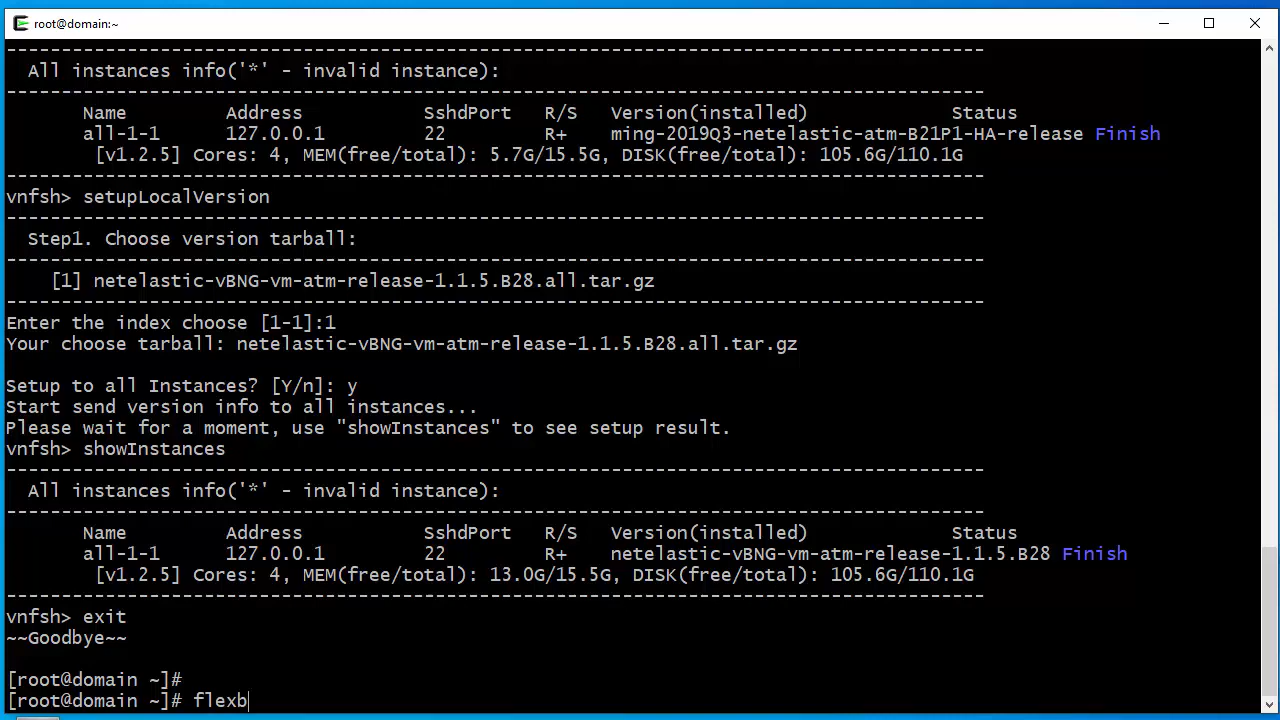 root@domain:~
--------------------------------------------------------------------------------
All instances info('*' - invalid instance):
--------------------------------------------------------------------------------
Name Address SshdPort R/S Version(installed) Status
all-1-1 127.0.0.1 22 R+ ming-2019Q3-netelastic-atm-B21P1-HA-release Finish
[v1.2.5] Cores: 4, MEM(free/total): 5.7G/15.5G, DISK(free/total): 105.6G/110.1G
--------------------------------------------------------------------------------
vnfsh> setupLocalVersion
--------------------------------------------------------------------------------
Step1. Choose version tarball:
--------------------------------------------------------------------------------
[1] netelastic-vBNG-vm-atm-release-1.1.5.B28.all.tar.gz
--------------------------------------------------------------------------------
Enter the index choose [1-1]:1
Your choose tarball: netelastic-vBNG-vm-atm-release-1.1.5.B28.all.tar.gz
Setup to all Instances? [Y/n]: y
Start send version info to all instances...
Please wait for a moment, use "showInstances" to see setup result.
vnfsh> showInstances
--------------------------------------------------------------------------------
All instances info('*' - invalid instance):
--------------------------------------------------------------------------------
Name Address SshdPort R/S Version(installed) Status
all-1-1 127.0.0.1 22 R+ netelastic-vBNG-vm-atm-release-1.1.5.B28 Finish
[v1.2.5] Cores: 4, MEM(free/total): 13.0G/15.5G, DISK(free/total): 105.6G/110.1G
--------------------------------------------------------------------------------
vnfsh> exit
~~Goodbye~~
[root@domain ~]#
[root@domain ~]# flexb